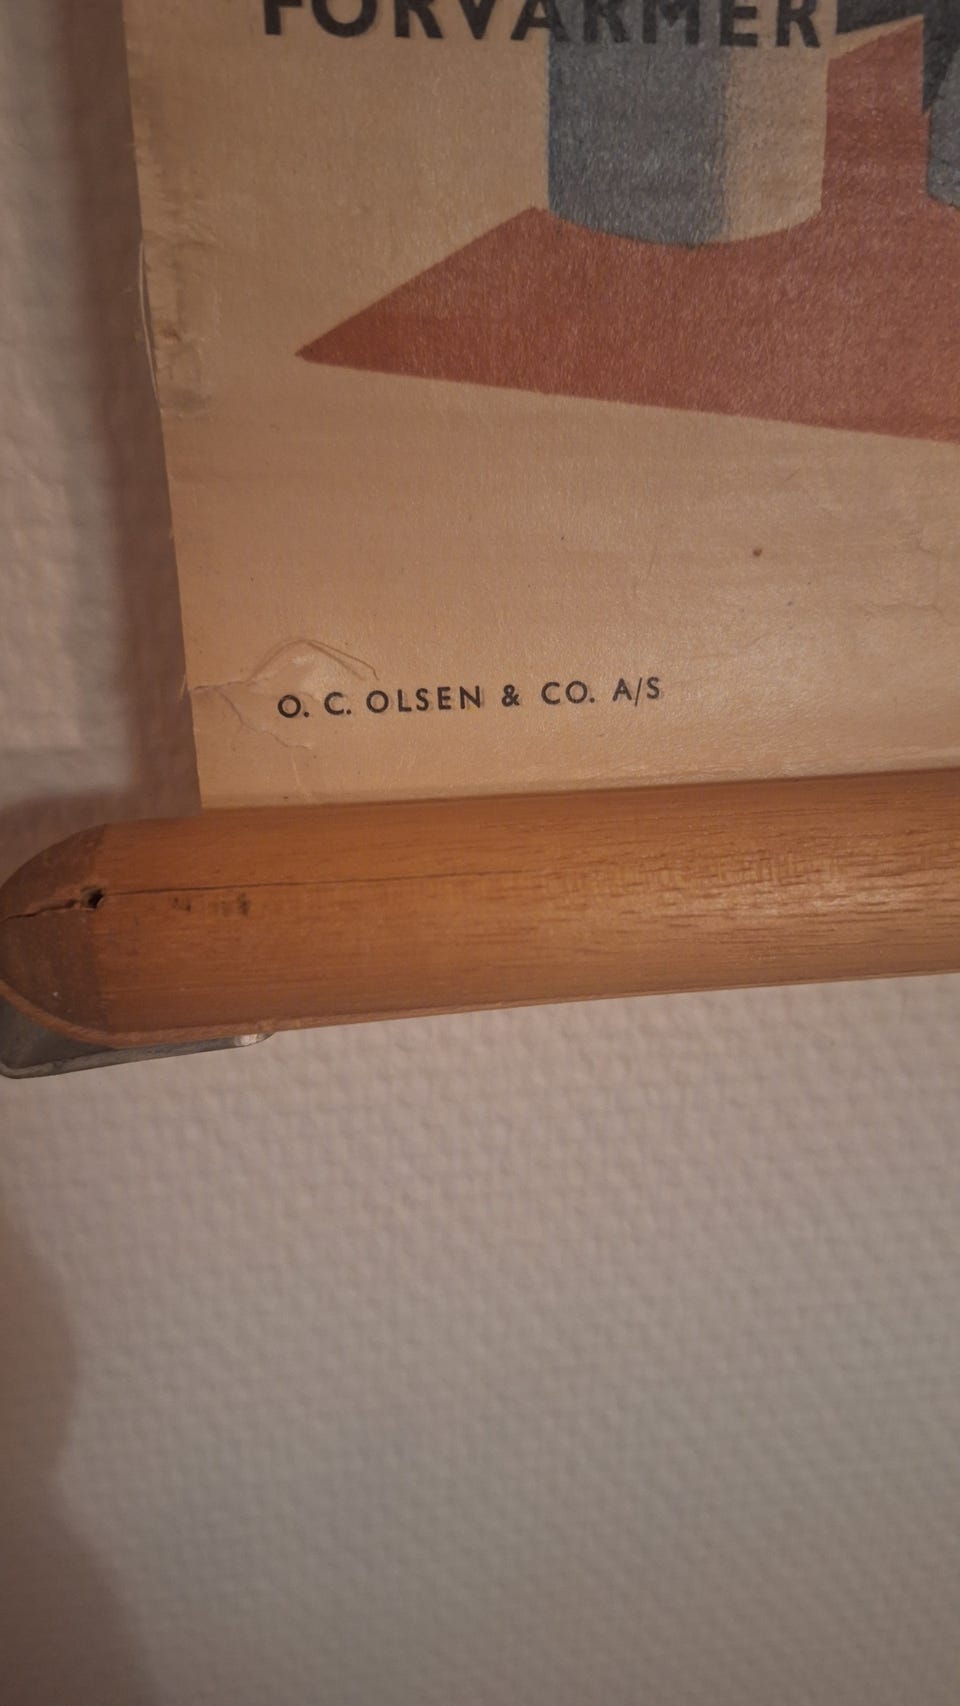 FORVARMER
O. C. OLSEN & CO. A/S